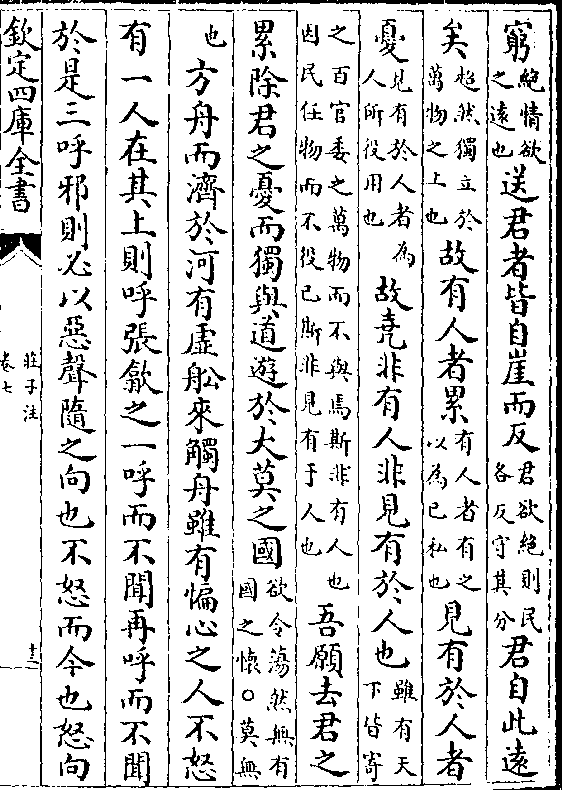 窮絶情欲之遠也送君者皆自崖而反君欲絶則民各反守其分君自此遠
矣超然獨立於萬物之上也故有人者累有人者有之以為已私也見有於人者
憂見有於人者為人所役用也故堯非有人非見有於人也雖有天下皆寄
之百官委之萬物而不與焉斯非有人也因民任物而不役已斯非見有于人也吾願去君之
累除君之憂而獨與道遊於大莫之國欲令蕩然無有國之懷○莫無
也方舟而濟於河有虛舩來觸舟雖有惼心之人不怒
有一人在其上則呼張歙之一呼而不聞再呼而不聞
於是三呼邪則必以惡聲隨之向也不怒而今也怒向
欽定四庫全書
莊子注
卷七
十三